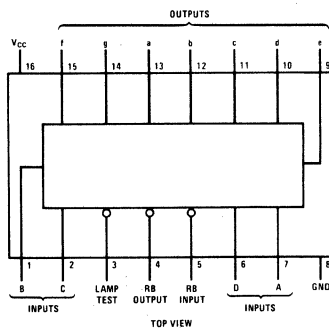 OUTPUTS
VCC f g a b c d e
16 15 14 13 12 11 10 9
1 2 3 4 5 6 7 8
B C LAMP TEST RB OUTPUT RB INPUT D A GND
INPUTS INPUTS
TOP VIEW